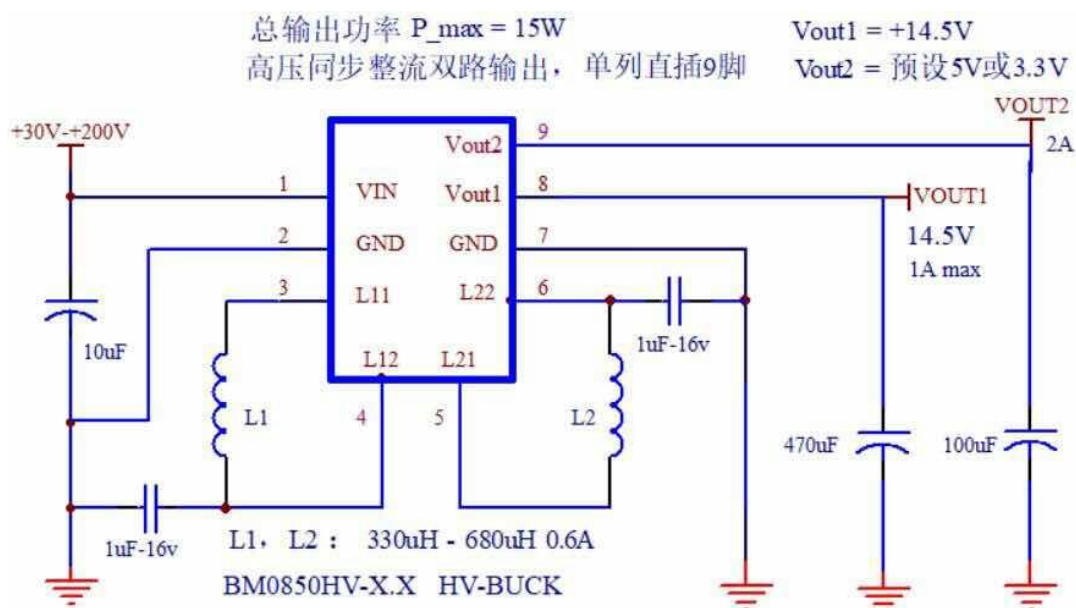 总输出功率 P_max = 15W
Vout1 = +14.5V
高压同步整流双路输出，单列直插9脚
Vout2 = 预设5V或3.3V
VOUT2
2A
+30V-+200V
9
Vout2
1
VIN
Vout1
8
VOUT1
2
GND
GND
7
14.5V
1A max
3
L11
L22
6
10uF
1uF-16v
L12
L21
4
5
L1
L2
470uF
100uF
1uF-16v
L1，L2： 330uH - 680uH 0.6A
BM0850HV-X.X HV-BUCK